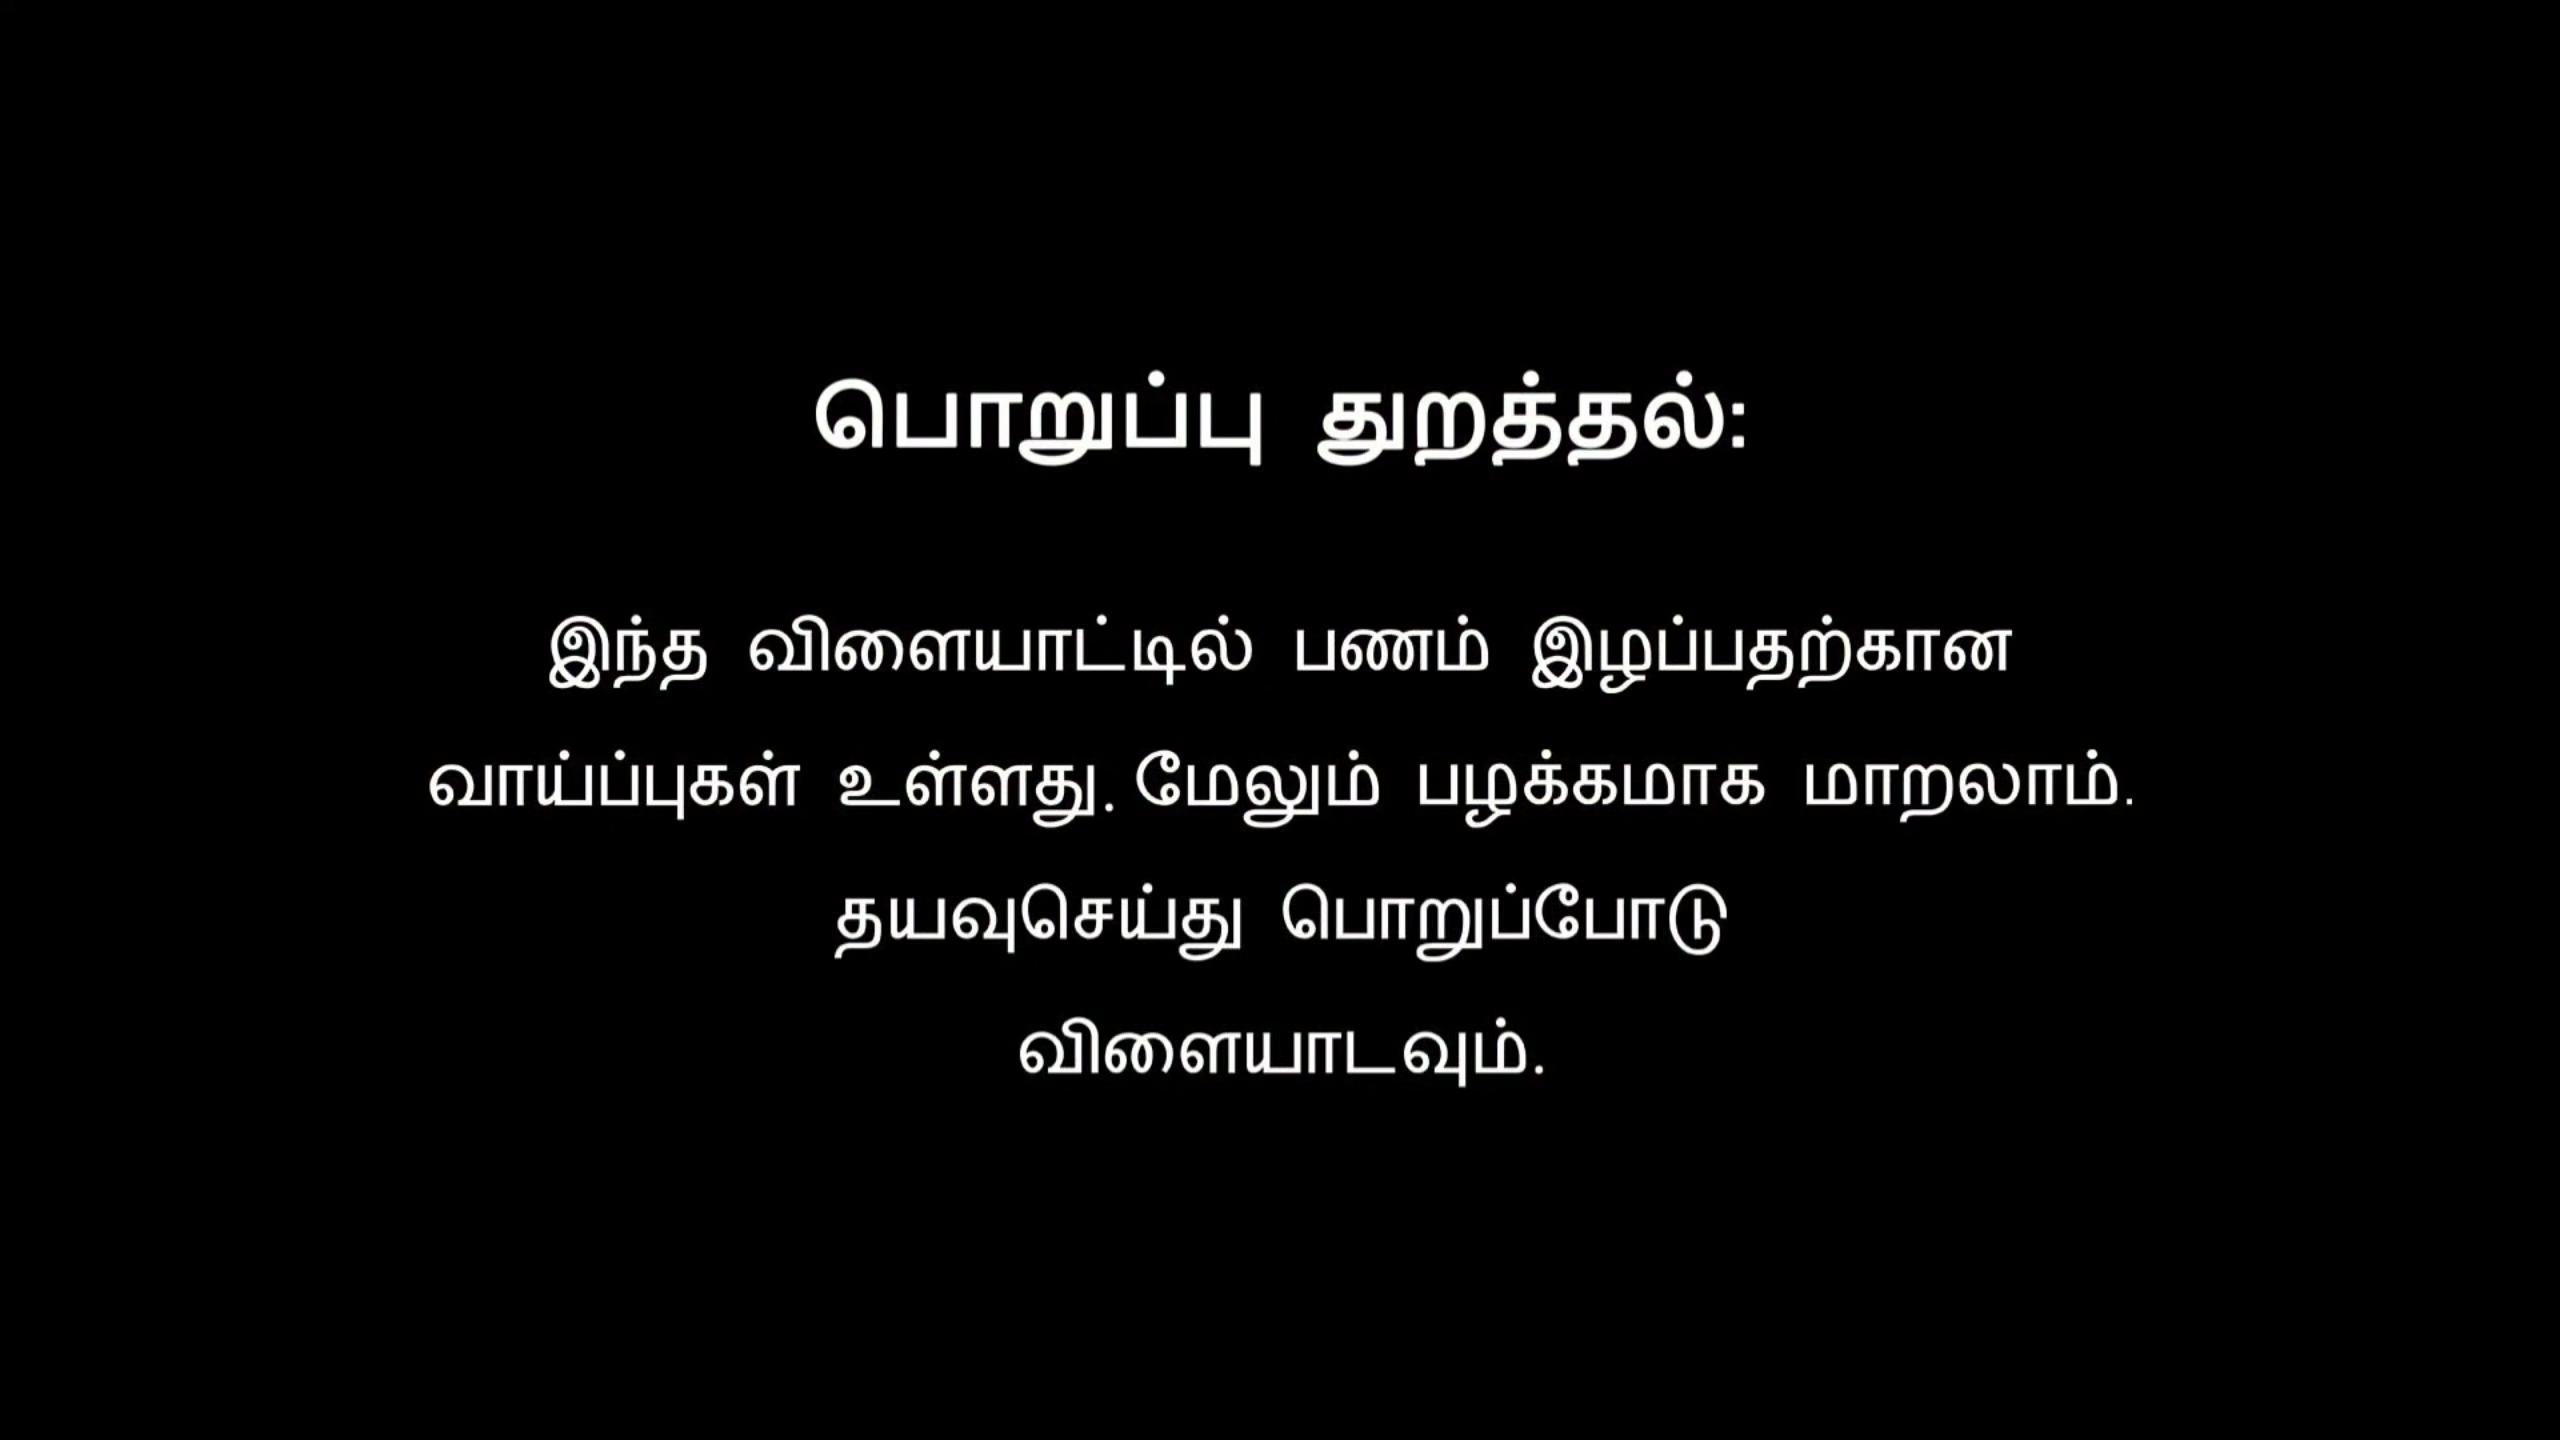 பொறுப்பு துறத்தல்:
இந்த விளையாட்டில் பணம் இழப்பதற்கான
வாய்ப்புகள் உள்ளது. மேலும் பழக்கமாக மாறலாம்.
தயவுசெய்து பொறுப்போடு
விளையாடவும்.